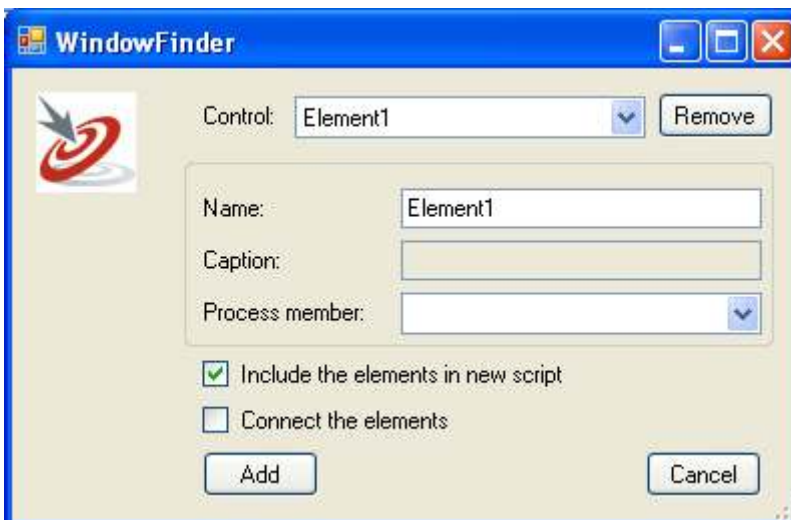 WindowFinder
Control: Element1 Remove
Name: Element1
Caption:
Process member:
Include the elements in new script
Connect the elements
Add Cancel